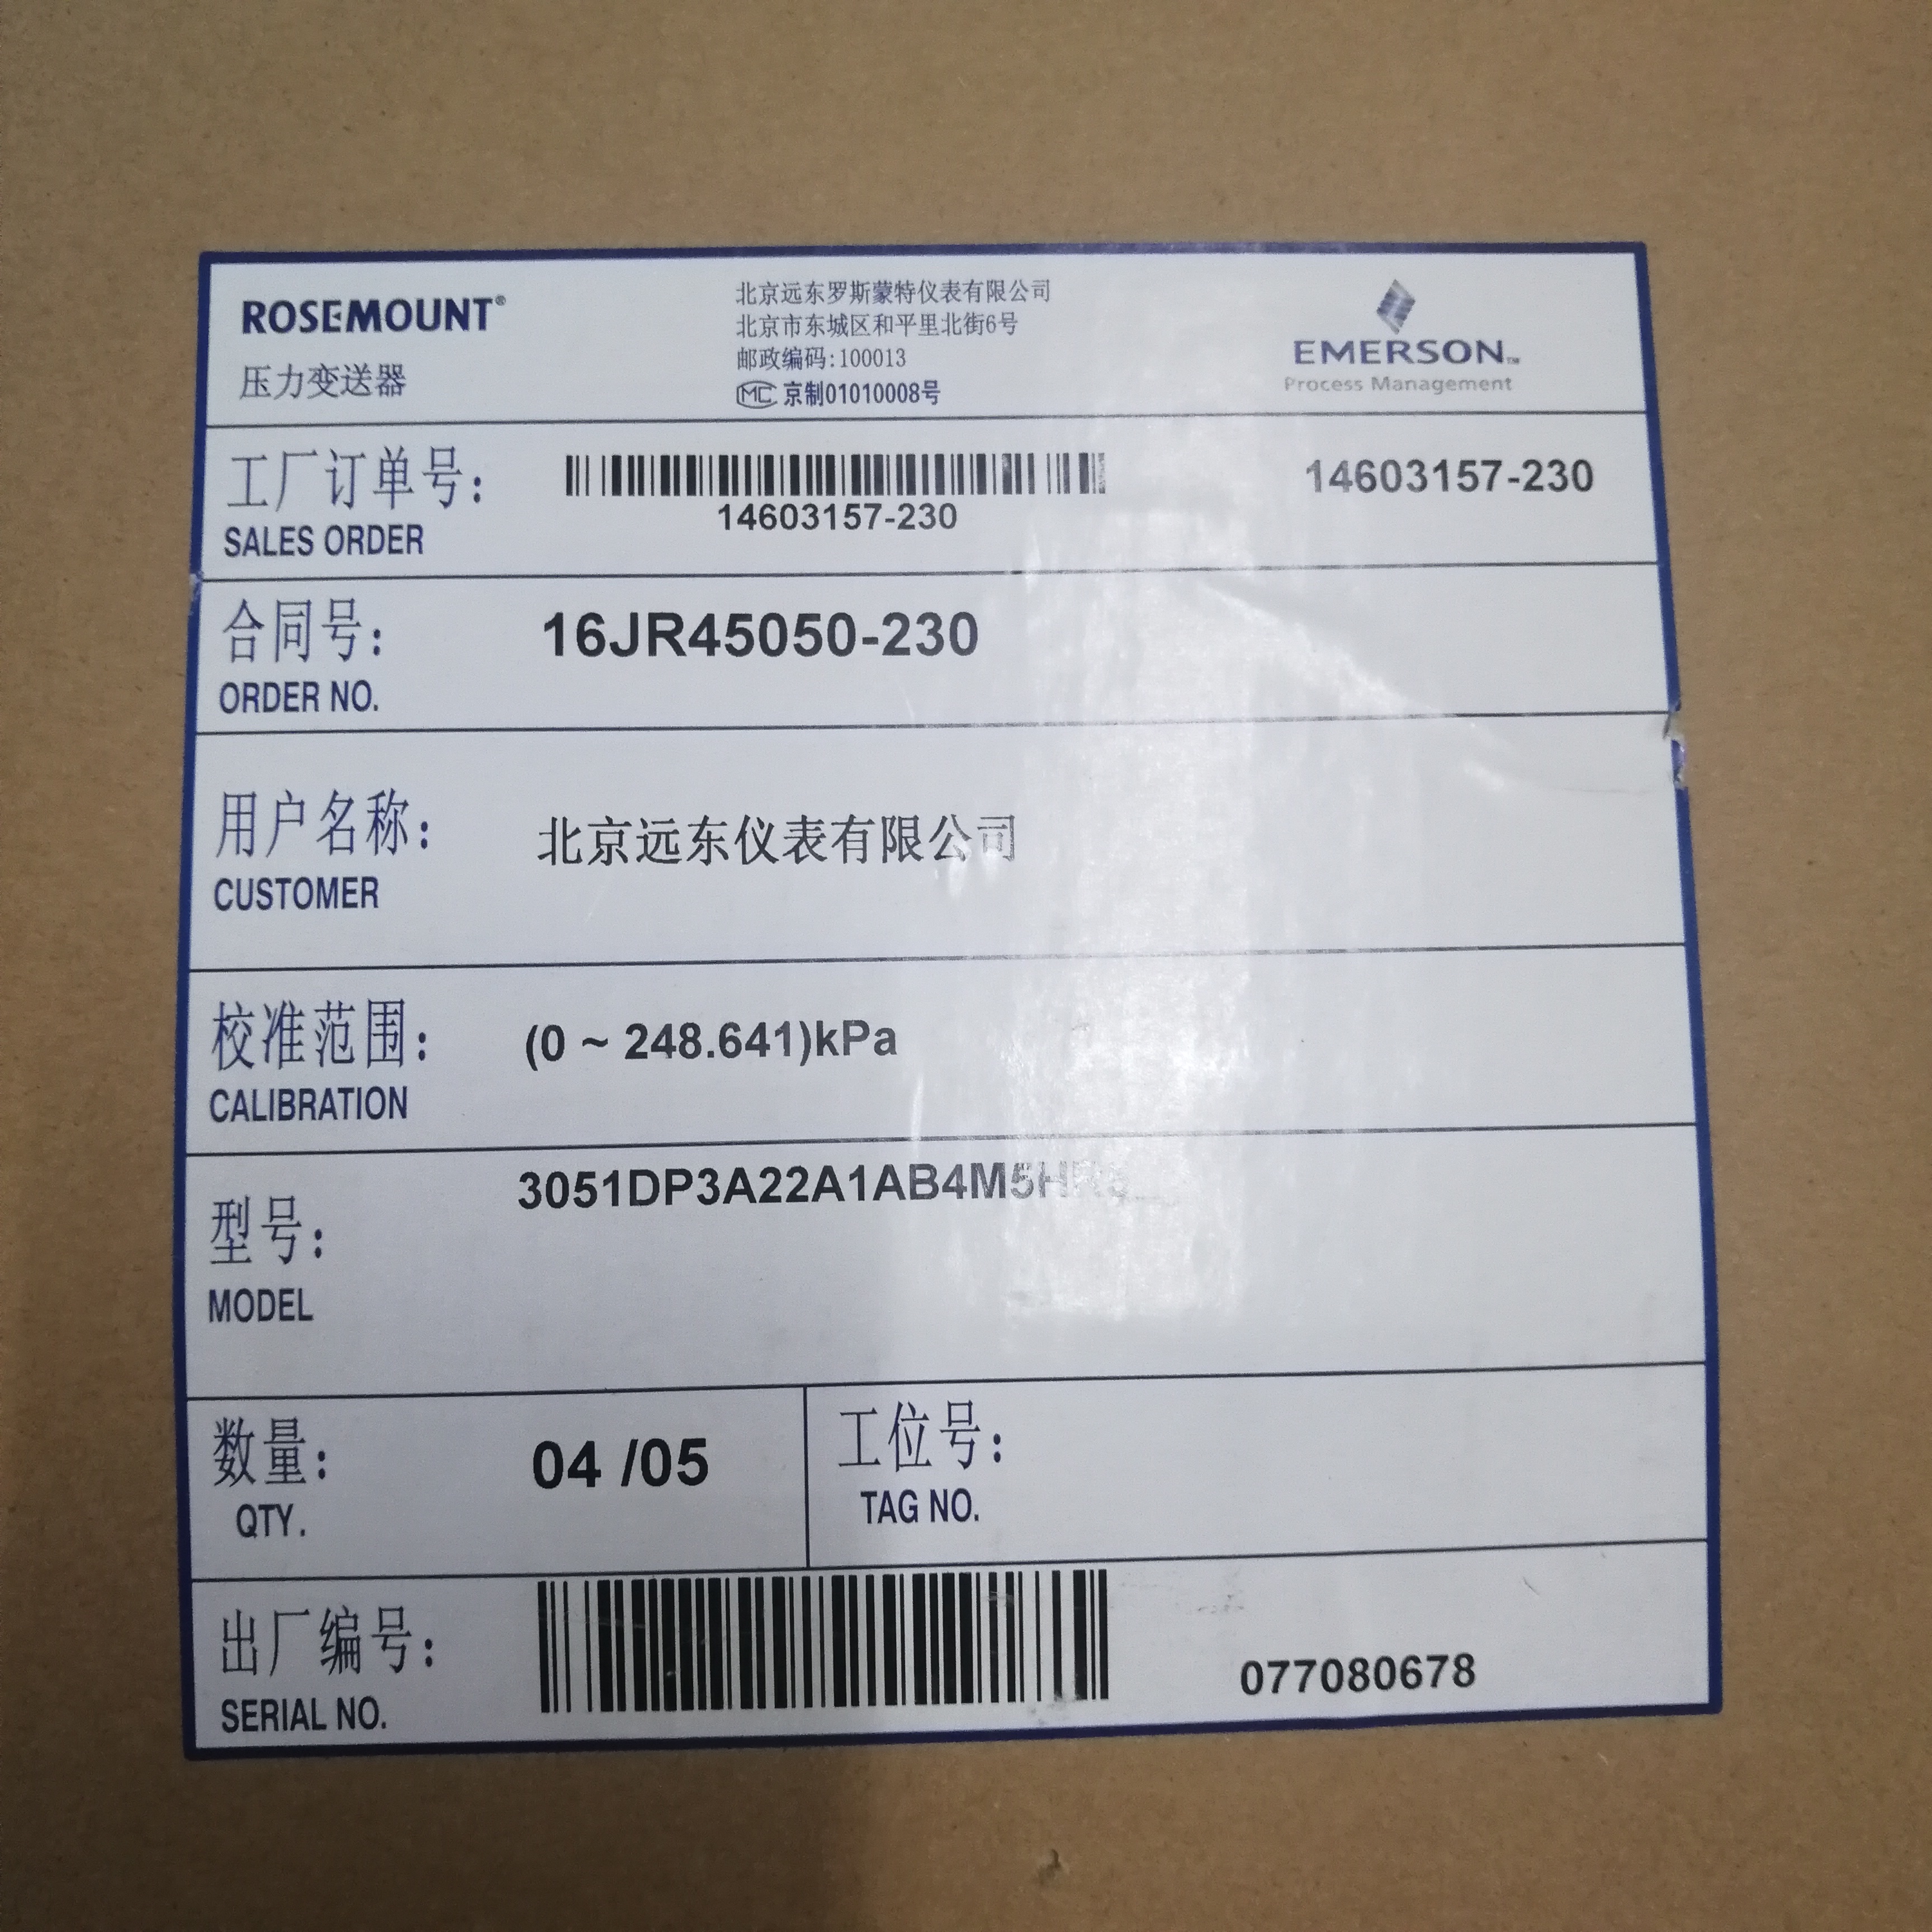 ROSEMOUNT®
压力变送器
北京远东罗斯蒙特仪表有限公司
北京市东城区和平里北街6号
邮政编码:100013
MC 京制01010008号
EMERSON™
Process Management
工厂订单号:
SALES ORDER
14603157-230
14603157-230
合同号:
ORDER NO.
16JR45050-230
用户名称:
CUSTOMER
北京远东仪表有限公司
校准范围:
CALIBRATION
(0 ~ 248.641)kPa
型号:
MODEL
数量:
QTY.
04 /05
工位号:
TAG NO.
出厂编号:
SERIAL NO.
077080678